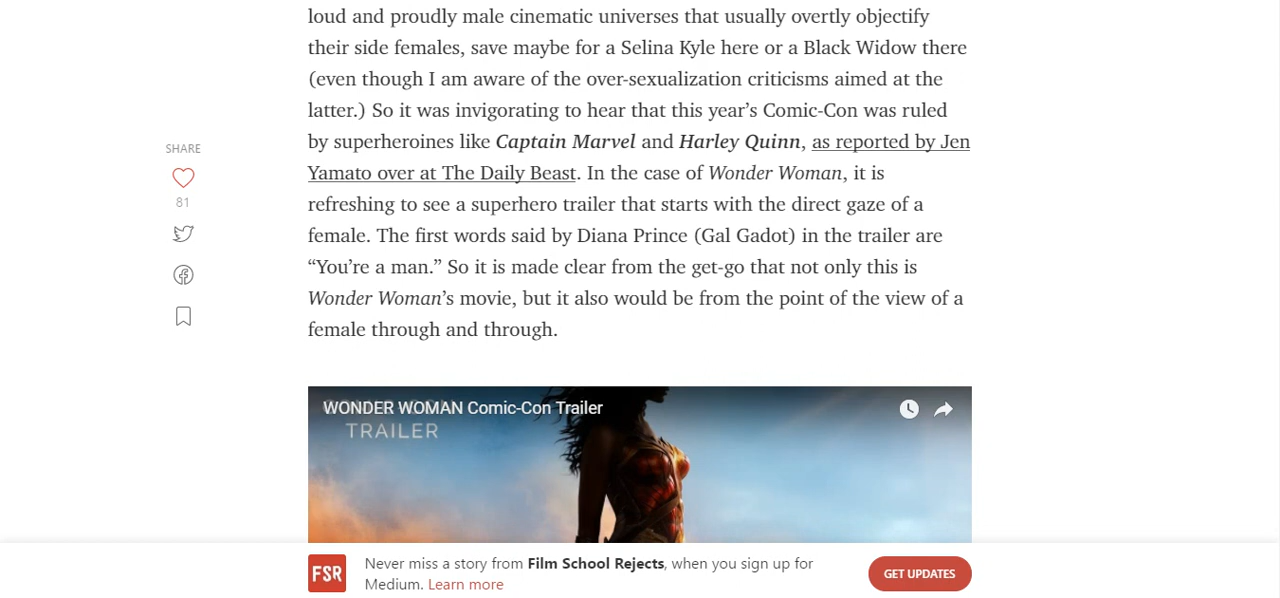 loud and proudly male cinematic universes that usually overtly objectify
their side females, save maybe for a Selina Kyle here or a Black Widow there
(even though I am aware of the over-sexualization criticisms aimed at the
latter.) So it was invigorating to hear that this year’s Comic-Con was ruled
by superheroines like Captain Marvel and Harley Quinn, as reported by Jen
Yamato over at The Daily Beast. In the case of Wonder Woman, it is
refreshing to see a superhero trailer that starts with the direct gaze of a
female. The first words said by Diana Prince (Gal Gadot) in the trailer are
“You’re a man.” So it is made clear from the get-go that not only this is
Wonder Woman’s movie, but it also would be from the point of the view of a
female through and through.
SHARE
81
WONDER WOMAN Comic-Con Trailer
TRAILER
FSR
Never miss a story from Film School Rejects, when you sign up for
Medium. Learn more
GET UPDATES